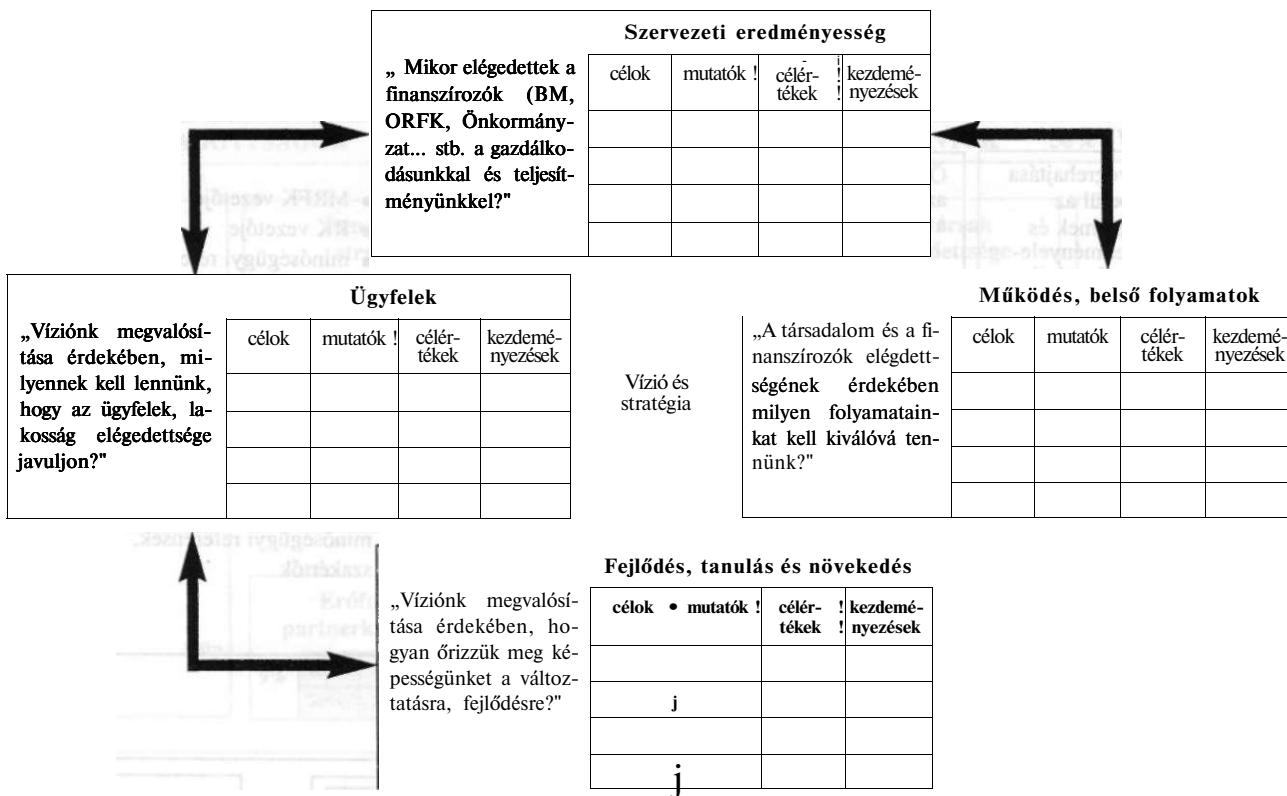 Szervezeti eredményesség
„ Mikor elégedettek a
finanszírozók (BM,
ORFK, Önkormány-
zat... stb. a gazdálko-
dásunkkal és teljesít-
ményünkkel?"
célok mutatók ! célér- ! kezdemé-
tékek ! nyezések
Ügyfelek
„Víziónk megvalósí-
tása érdekében, mi-
lyennek kell lennünk,
hogy az ügyfelek, la-
kosság elégedettsége
javuljon?"
célok mutatók ! célér- kezdemé-
tékek nyezések
Vízió és
stratégia
Működés, belső folyamatok
„A társadalom és a fi-
nanszírozók elégdett-
ségének érdekében
milyen folyamatain-
kat kell kiválóvá ten-
nünk?"
célok mutatók célér- kezdemé-
tékek nyezések
Fejlődés, tanulás és növekedés
„Víziónk megvalósí-
tása érdekében, ho-
gyan őrizzük meg ké-
pességünket a változ-
tatásra, fejlődésre?"
célok • mutatók ! célér- ! kezdemé-
tékek ! nyezések
j
j